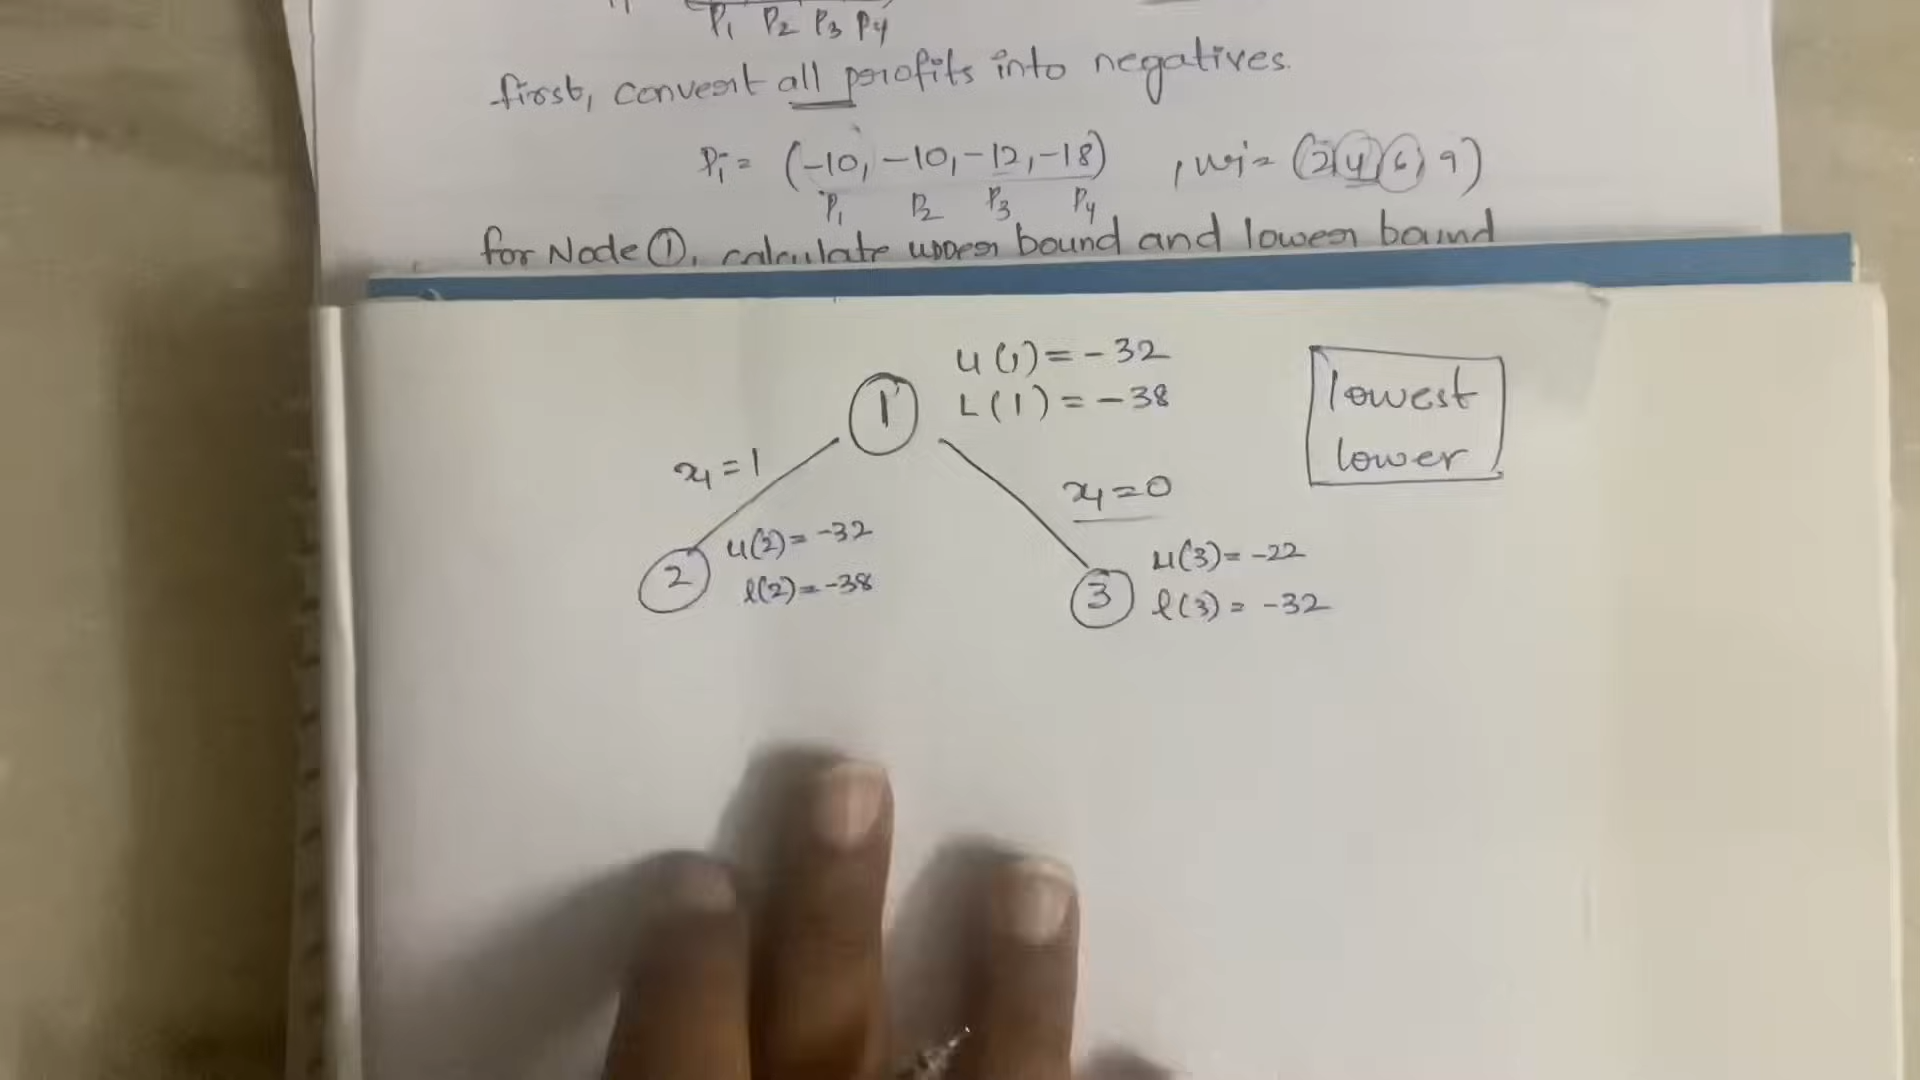 P1 P2 P3 P4
first, convert all profits into negatives.
Pi = (-10, -10, -12, -18) , wi = (2, 4, 6, 9)
P1 P2 P3 P4
for Node ①, calculate upper bound and lower bound
u(1) = -32
L(1) = -38
1
lowest
lower
x1 = 1
x1 = 0
u(2) = -32
l(2) = -38
2
u(3) = -22
l(3) = -32
3